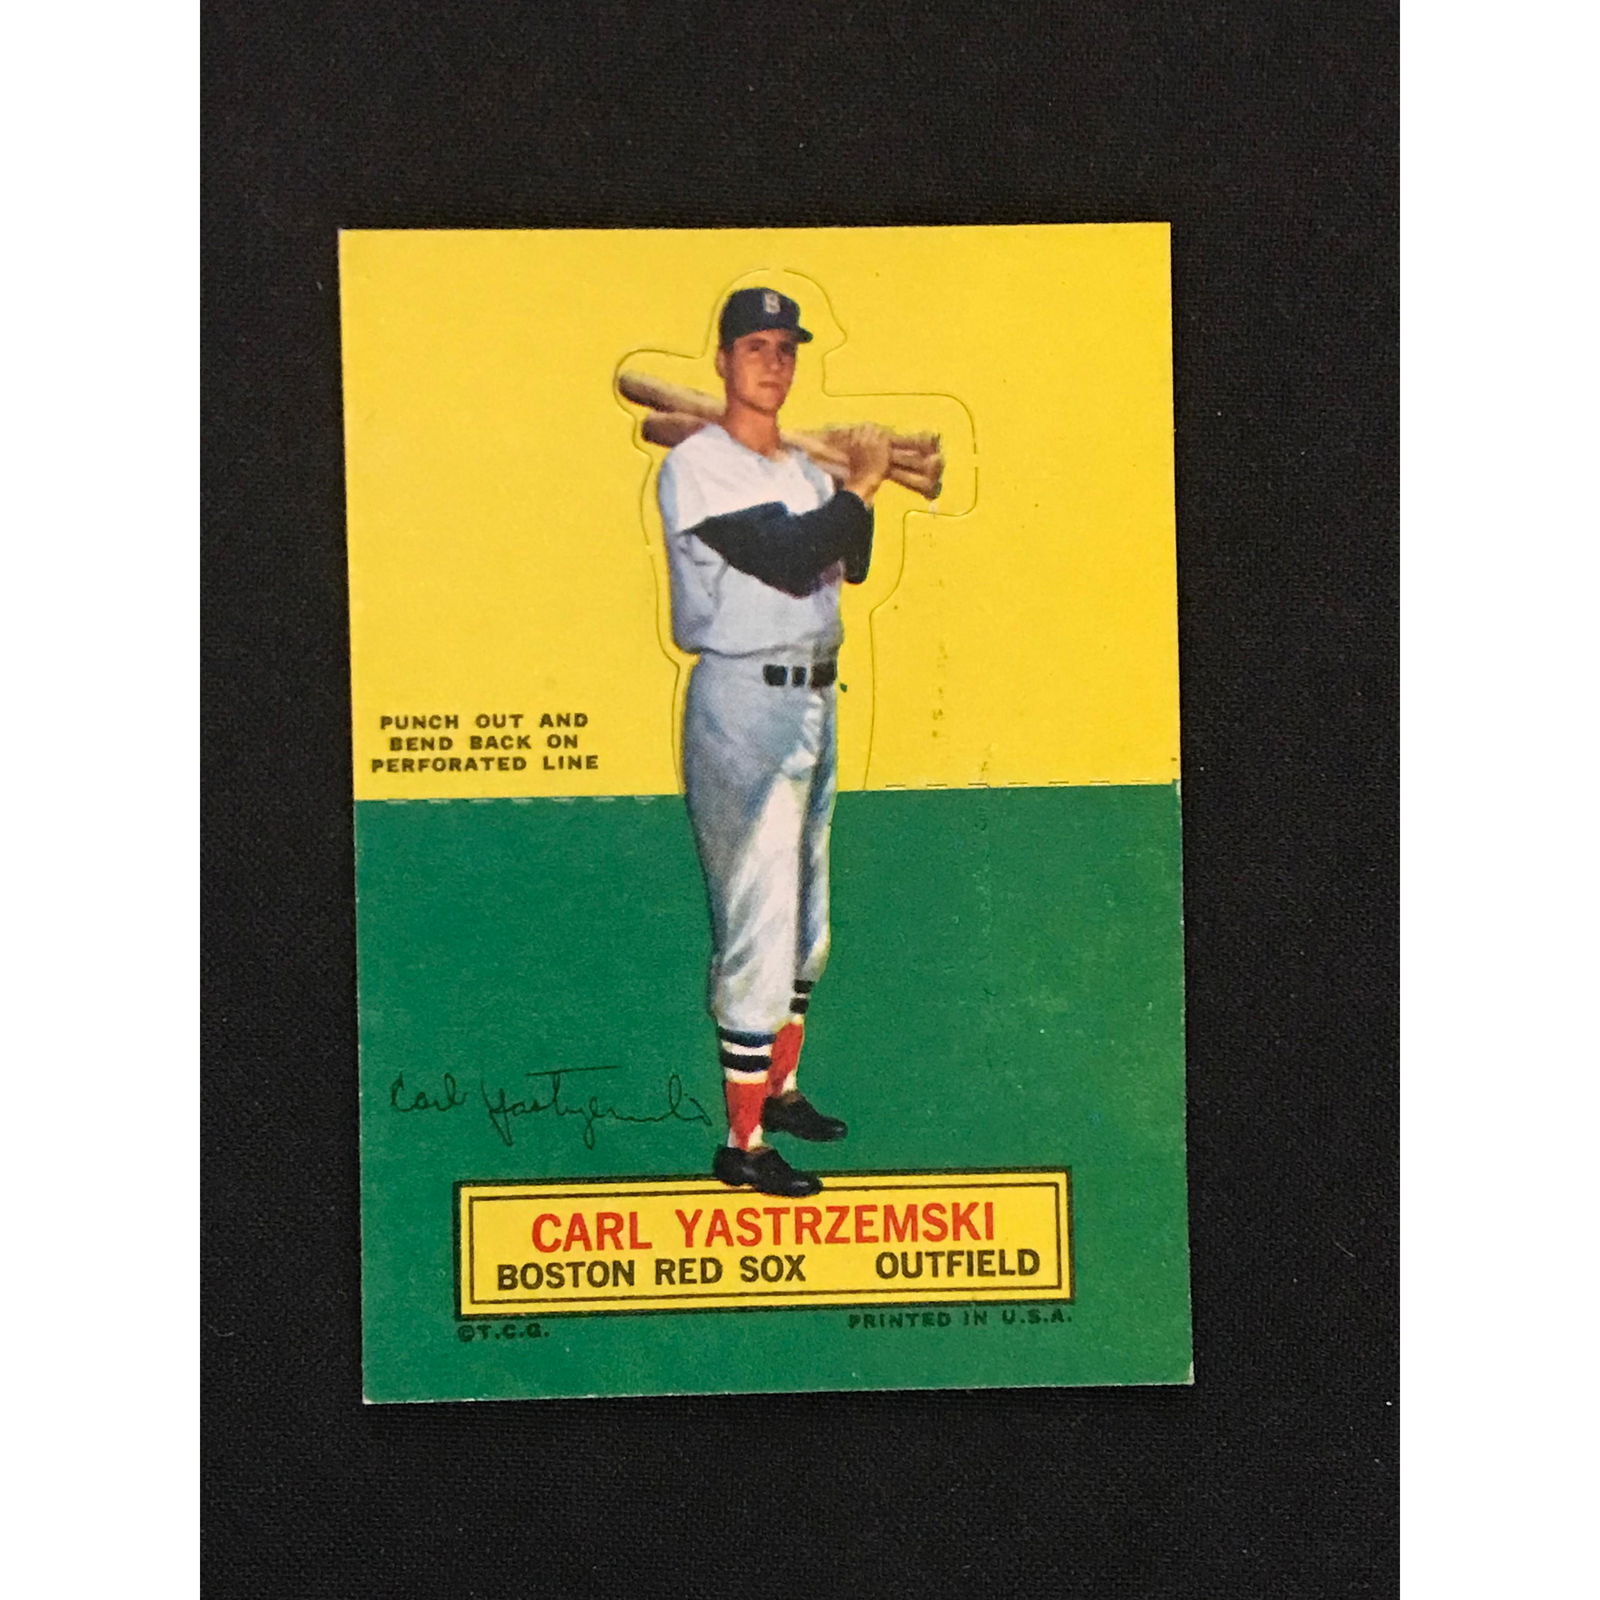 B
PUNCH OUT AND
BEND BACK ON
PERFORATED LINE
Carl Yastrzemski
CARL YASTRZEMSKI
BOSTON RED SOX OUTFIELD
©T.C.G. PRINTED IN U.S.A.